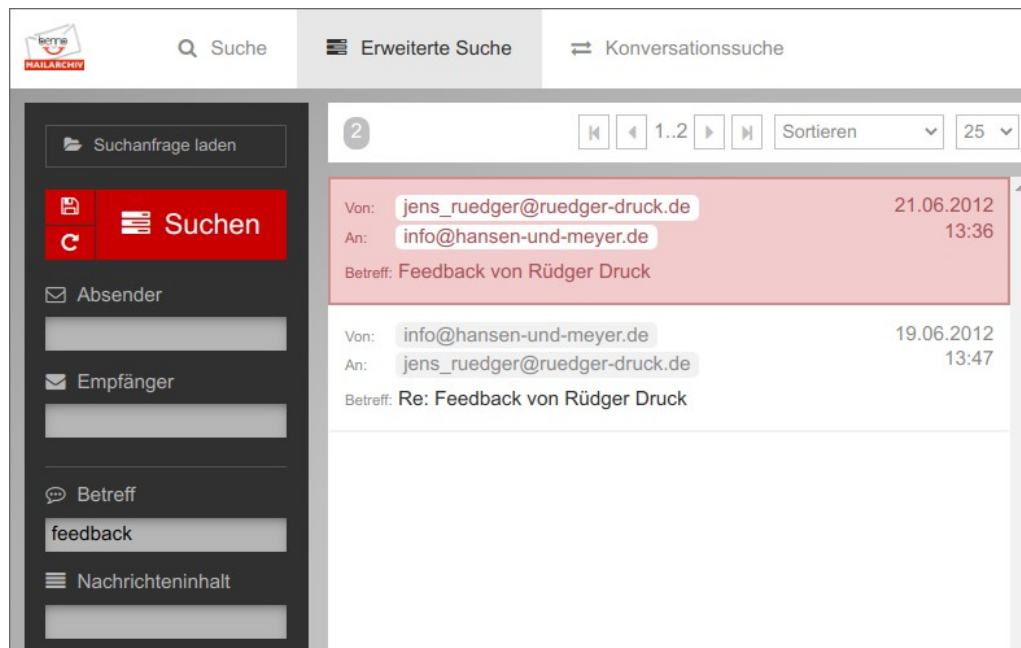 benno
MAILARCHIV
Suche
Erweiterte Suche
Konversationssuche
Suchanfrage laden
Suchen
Absender
Empfänger
Betreff
feedback
Nachrichteninhalt
2
1..2
Sortieren
25
Von: jens_ruedger@ruedger-druck.de 21.06.2012
An: info@hansen-und-meyer.de 13:36
Betreff: Feedback von Rüdger Druck
Von: info@hansen-und-meyer.de 19.06.2012
An: jens_ruedger@ruedger-druck.de 13:47
Betreff: Re: Feedback von Rüdger Druck